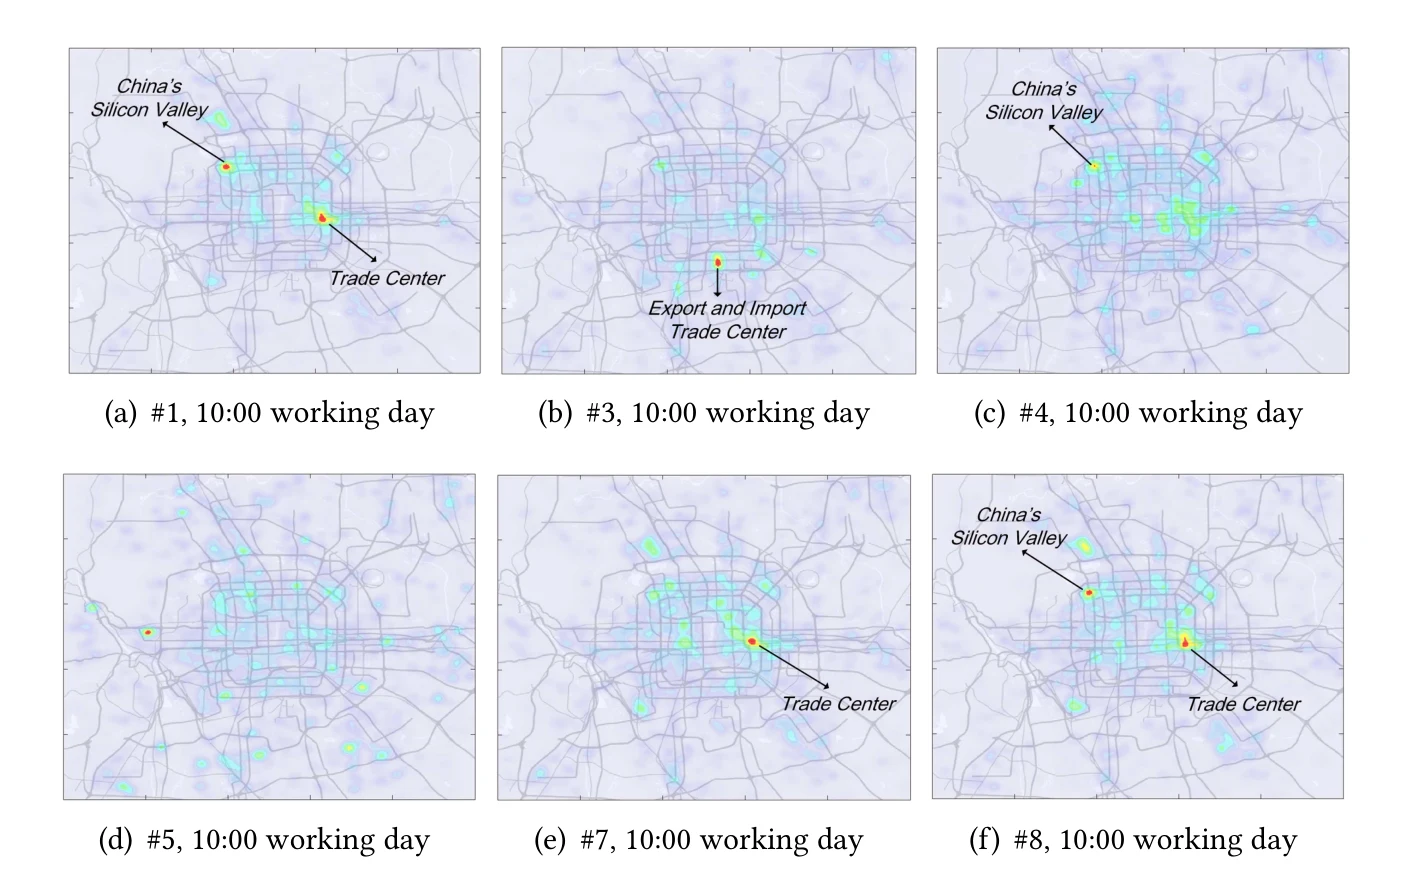 China's
Silicon Valley
Trade Center
(a) #1, 10:00 working day
Export and Import
Trade Center
(b) #3, 10:00 working day
China's
Silicon Valley
(c) #4, 10:00 working day
(d) #5, 10:00 working day
Trade Center
(e) #7, 10:00 working day
China's
Silicon Valley
Trade Center
(f) #8, 10:00 working day